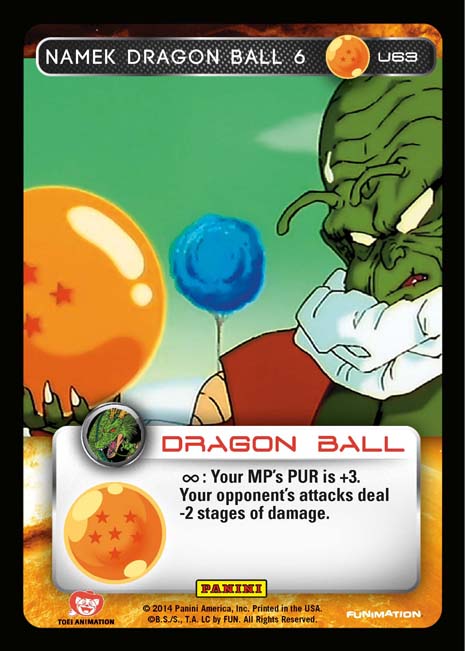 NAMEK DRAGON BALL 6 U63
DRAGON BALL
∞: Your MP's PUR is +3.
Your opponent's attacks deal
-2 stages of damage.
PANINI
TOEI ANIMATION
© 2014 Panini America, Inc. Printed in the USA.
©B.S./S., T.A. LC by FUN. All Rights Reserved.
FUNIMATION